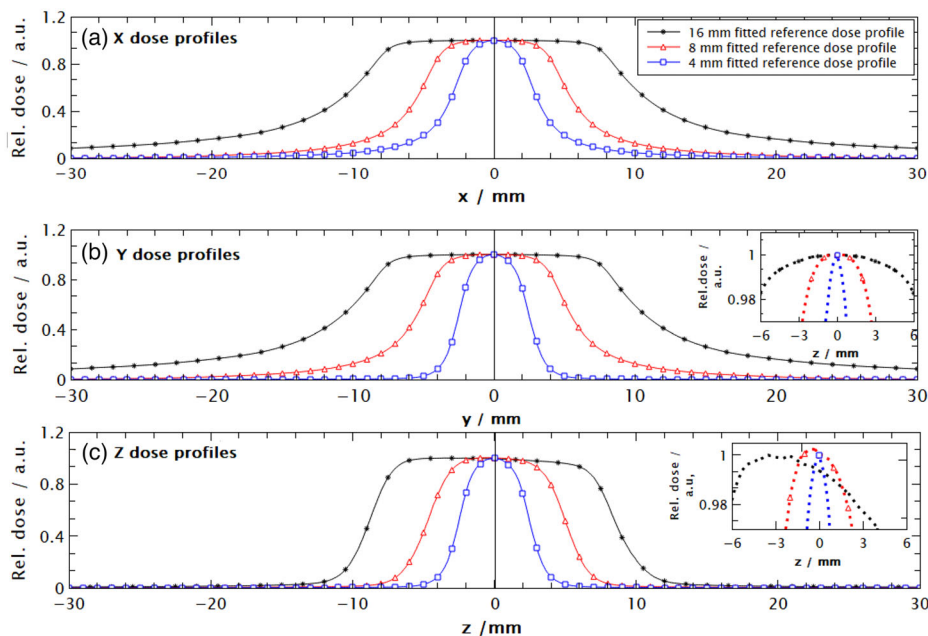 1.2
(a) X dose profiles
16 mm fitted reference dose profile
8 mm fitted reference dose profile
4 mm fitted reference dose profile
0.8
0.4
0
Rel. dose / a.u.
-30 -20 -10 0 10 20 30
x / mm
1.2
(b) Y dose profiles
0.8
0.4
0
Rel. dose / a.u.
Rel.dose / a.u.
1
0.98
-6 -3 0 3 6
z / mm
-30 -20 -10 0 10 20 30
y / mm
1.2
(c) Z dose profiles
0.8
0.4
0
Rel. dose / a.u.
Rel. dose / a.u,
1
0.98
-6 -3 0 3 6
z / mm
-30 -20 -10 0 10 20 30
z /mm